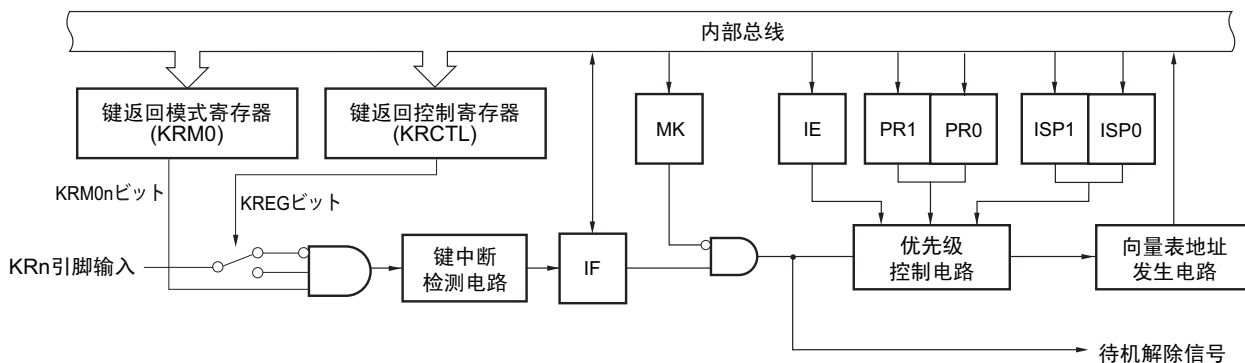 内部总线
键返回模式寄存器
(KRM0)
键返回控制寄存器
(KRCTL)
MK
IE
PR1
PR0
ISP1
ISP0
KRM0nビット
KREGビット
KRn引脚输入
键中断
检测电路
IF
优先级
控制电路
向量表地址
发生电路
待机解除信号